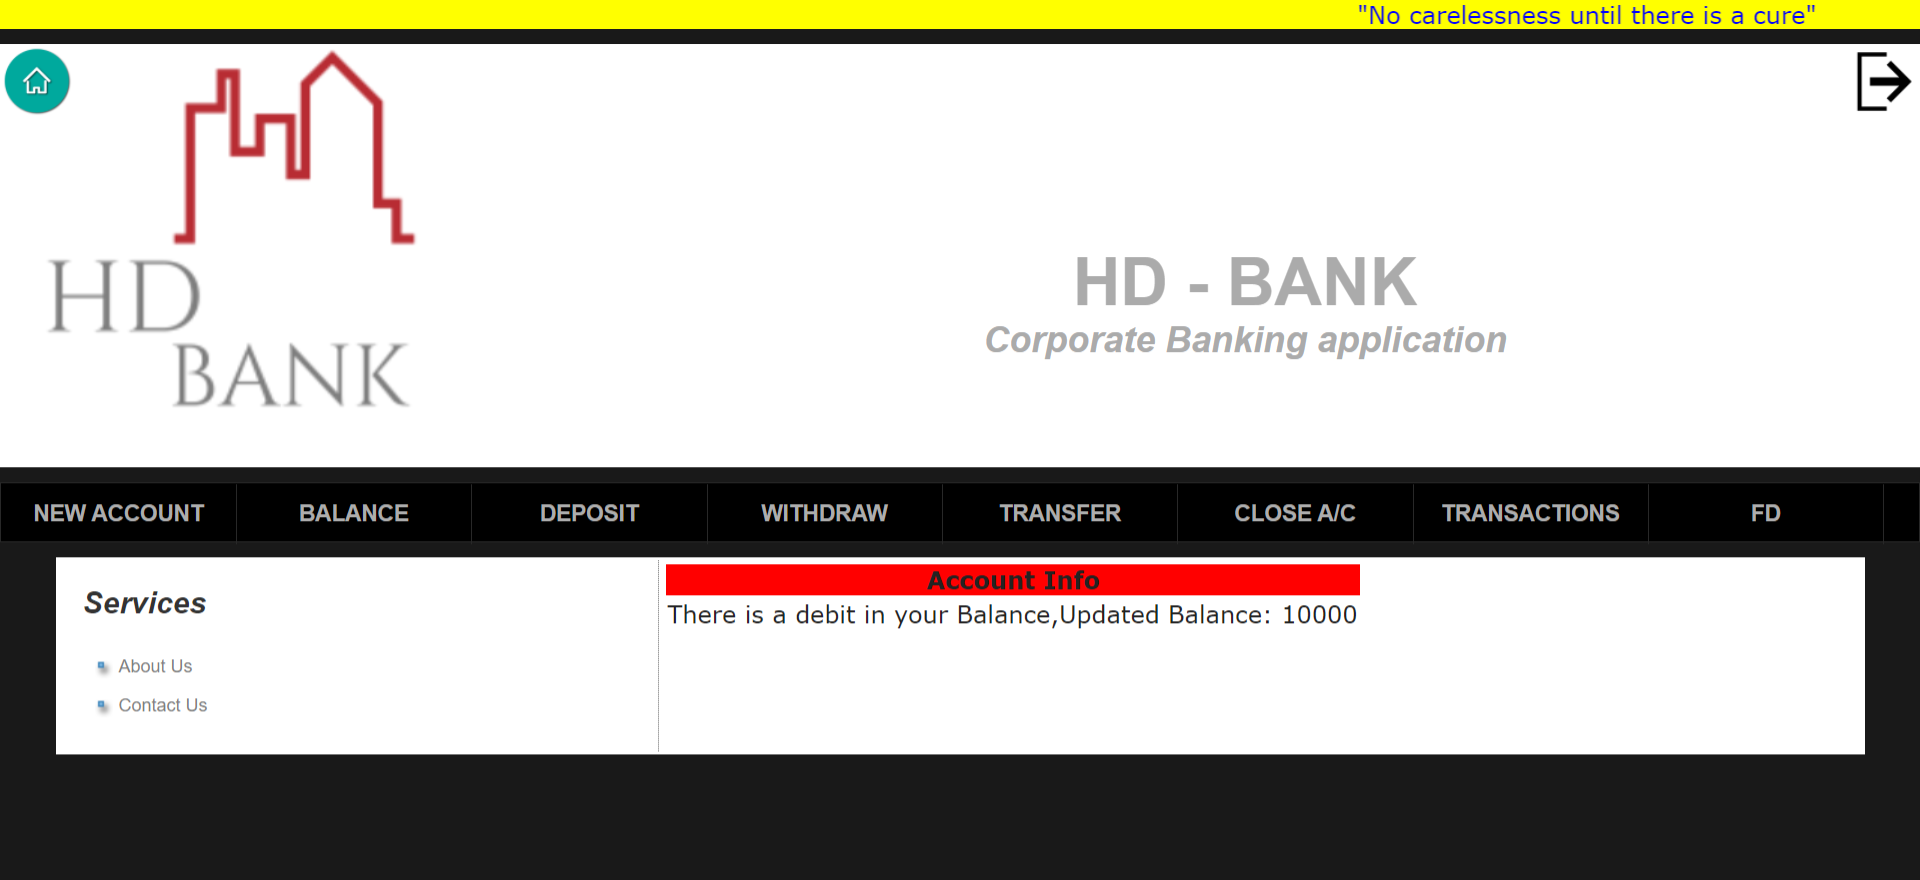 "No carelessness until there is a cure"
HD
BANK
HD - BANK
Corporate Banking application
NEW ACCOUNT BALANCE DEPOSIT WITHDRAW TRANSFER CLOSE A/C TRANSACTIONS FD
Services
About Us
Contact Us
Account Info
There is a debit in your Balance,Updated Balance: 10000